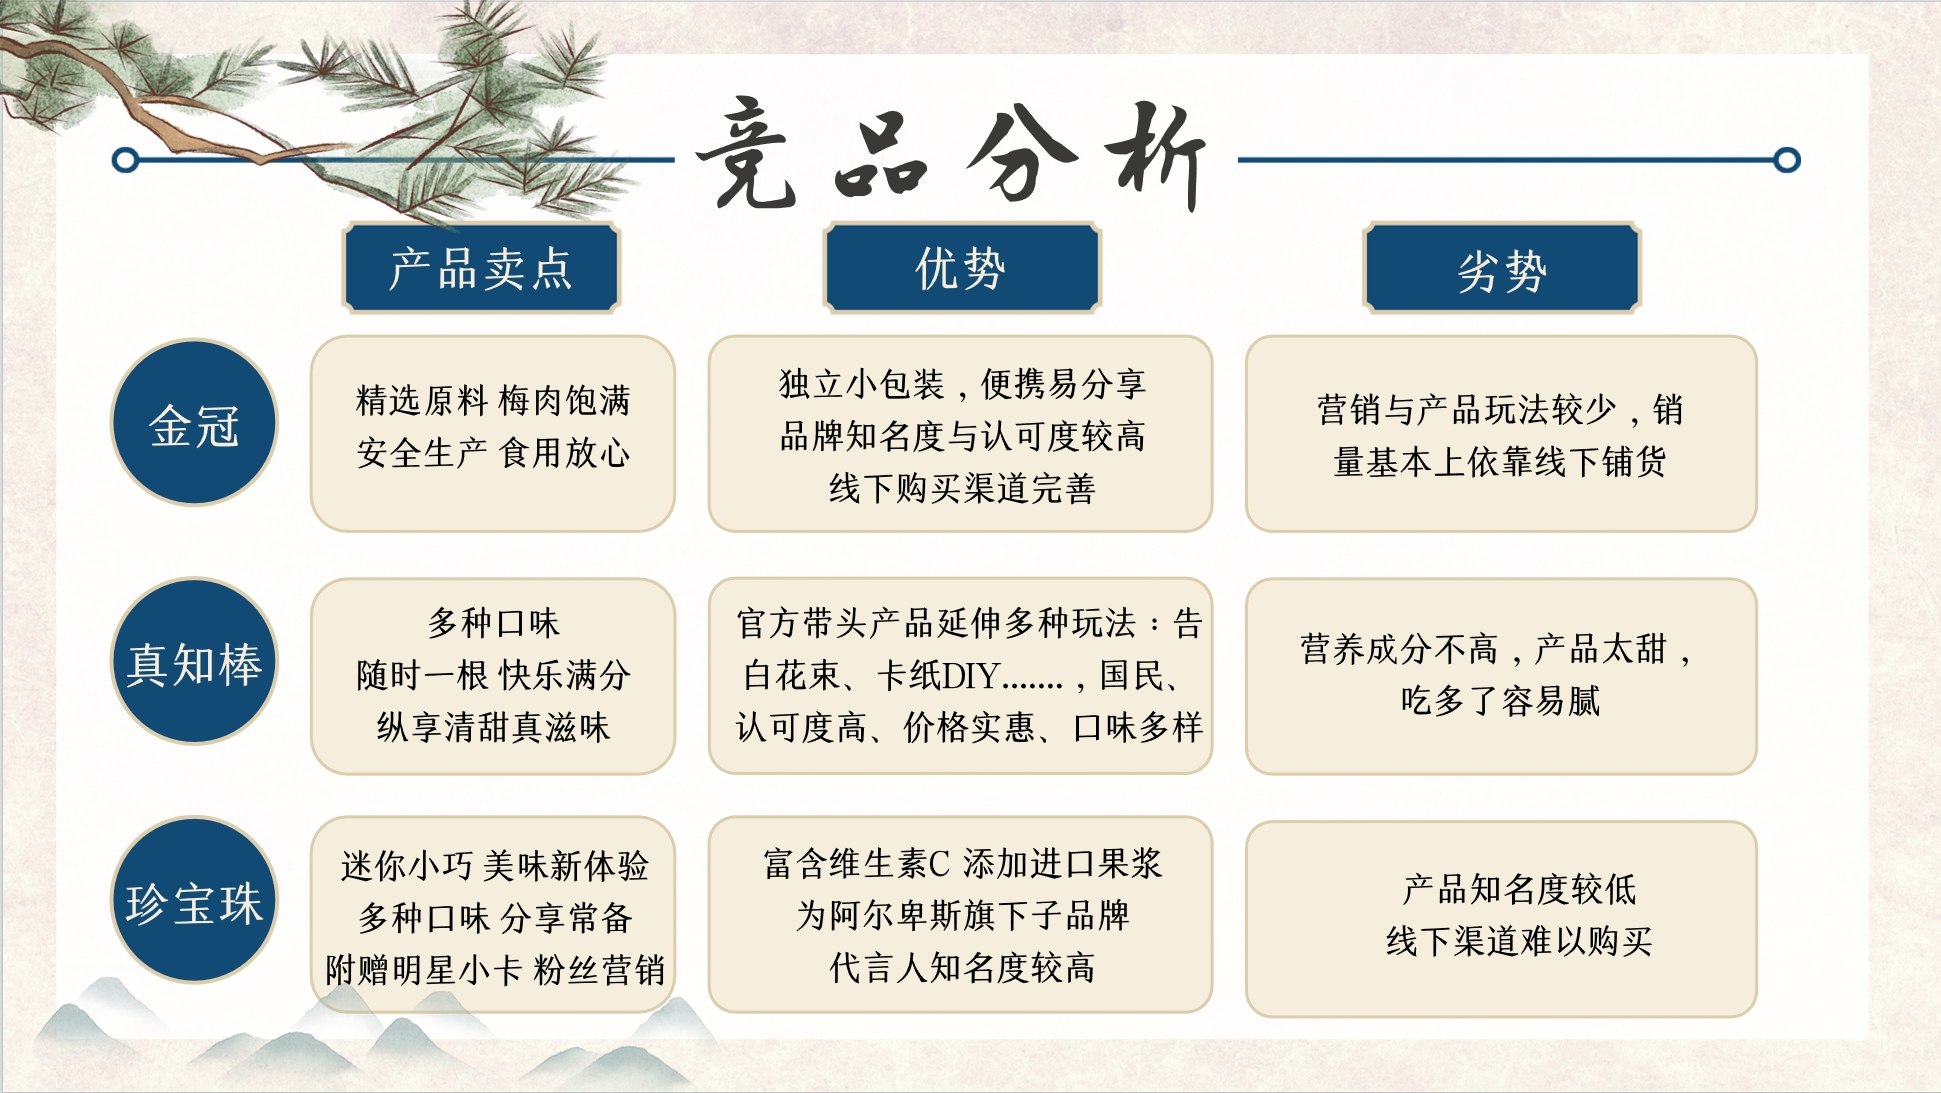 竞品分析
产品卖点
优势
劣势
金冠
精选原料 梅肉饱满
安全生产 食用放心
独立小包装，便携易分享
品牌知名度与认可度较高
线下购买渠道完善
营销与产品玩法较少，销
量基本上依靠线下铺货
真知棒
多种口味
随时一根 快乐满分
纵享清甜真滋味
官方带头产品延伸多种玩法：告
白花束、卡纸DIY.......，国民、
认可度高、价格实惠、口味多样
营养成分不高，产品太甜，
吃多了容易腻
珍宝珠
迷你小巧 美味新体验
多种口味 分享常备
附赠明星小卡 粉丝营销
富含维生素C 添加进口果浆
为阿尔卑斯旗下子品牌
代言人知名度较高
产品知名度较低
线下渠道难以购买